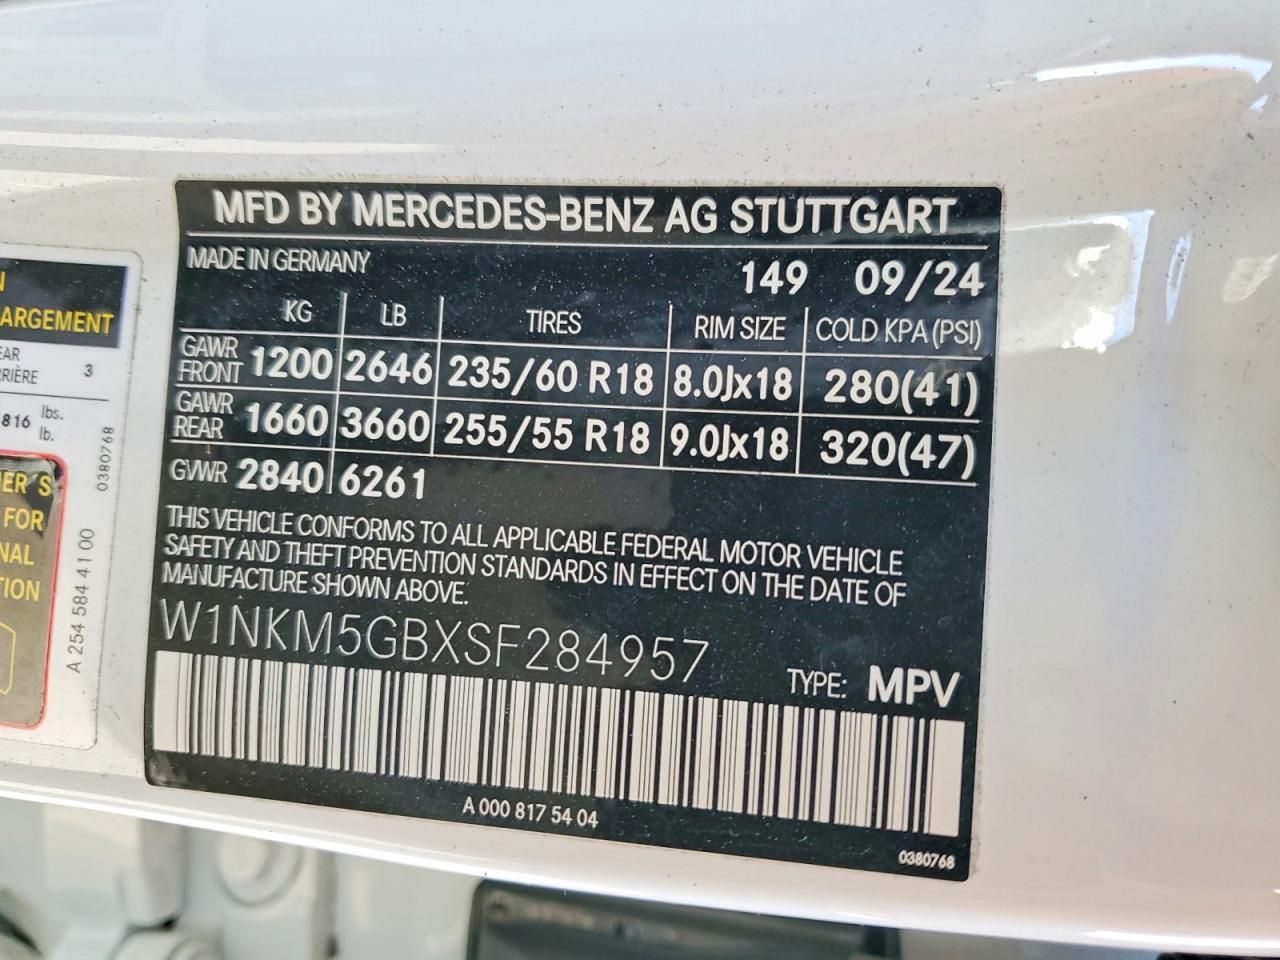 MFD BY MERCEDES-BENZ AG STUTTGART
MADE IN GERMANY
149 09/24
KG LB TIRES RIM SIZE COLD KPA (PSI)
GAWR FRONT 1200 2646 235/60 R18 8.0Jx18 280(41)
GAWR REAR 1660 3660 255/55 R18 9.0Jx18 320(47)
GVWR 2840 6261
THIS VEHICLE CONFORMS TO ALL APPLICABLE FEDERAL MOTOR VEHICLE
SAFETY AND THEFT PREVENTION STANDARDS IN EFFECT ON THE DATE OF
MANUFACTURE SHOWN ABOVE.
W1NKM5GBXSF284957
TYPE: MPV
A 000 817 54 04
0380768
ARGEMENT
3
816 lbs.
lb.
0380768
FOR
A 254 584 41 00